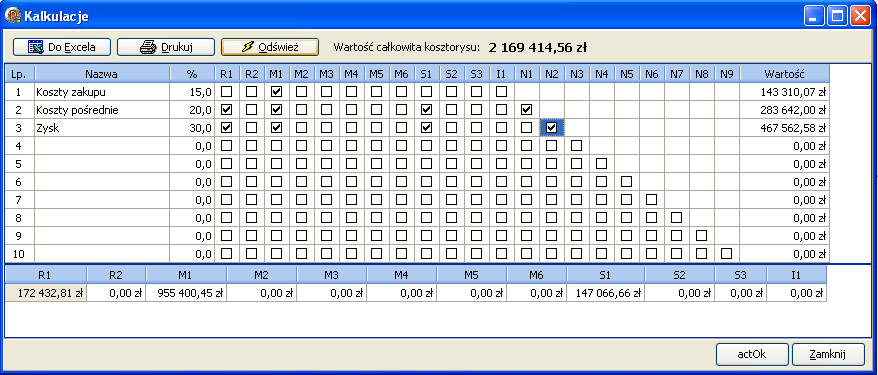 Kalkulacje
Do Excela Drukuj Odśwież Wartość całkowita kosztorysu: 2 169 414,56 zł
Lp. Nazwa % R1 R2 M1 M2 M3 M4 M5 M6 S1 S2 S3 I1 N1 N2 N3 N4 N5 N6 N7 N8 N9 Wartość
1 Koszty zakupu 15,0 143 310,07 zł
2 Koszty pośrednie 20,0 283 642,00 zł
3 Zysk 30,0 467 562,58 zł
4 0,0 0,00 zł
5 0,0 0,00 zł
6 0,0 0,00 zł
7 0,0 0,00 zł
8 0,0 0,00 zł
9 0,0 0,00 zł
10 0,0 0,00 zł
R1 R2 M1 M2 M3 M4 M5 M6 S1 S2 S3 I1
172 432,81 zł 0,00 zł 955 400,45 zł 0,00 zł 0,00 zł 0,00 zł 0,00 zł 0,00 zł 147 066,66 zł 0,00 zł 0,00 zł 0,00 zł
actOk Zamknij